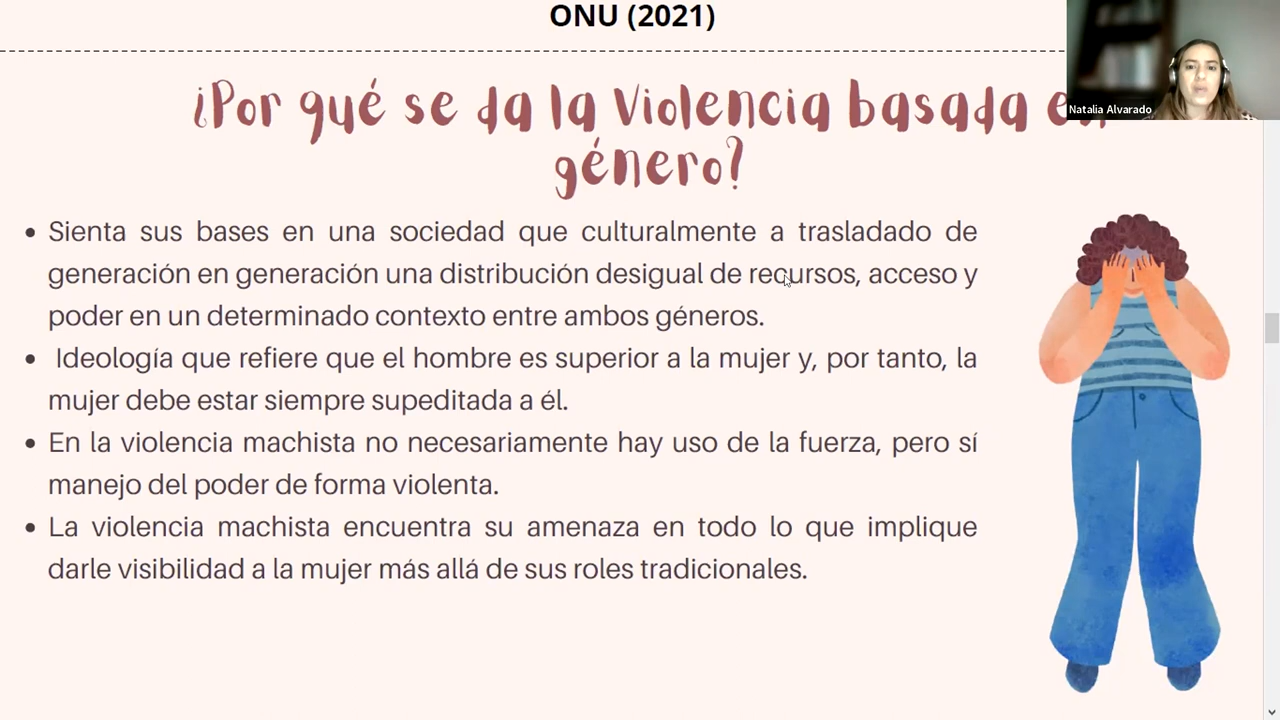 ONU (2021)
Natalia Alvarado
¿Por qué se da la Violencia basada
género?
• Sienta sus bases en una sociedad que culturalmente a trasladado de
generación en generación una distribución desigual de recursos, acceso y
poder en un determinado contexto entre ambos géneros.
• Ideología que refiere que el hombre es superior a la mujer y, por tanto, la
mujer debe estar siempre supeditada a él.
• En la violencia machista no necesariamente hay uso de la fuerza, pero sí
manejo del poder de forma violenta.
• La violencia machista encuentra su amenaza en todo lo que implique
darle visibilidad a la mujer más allá de sus roles tradicionales.